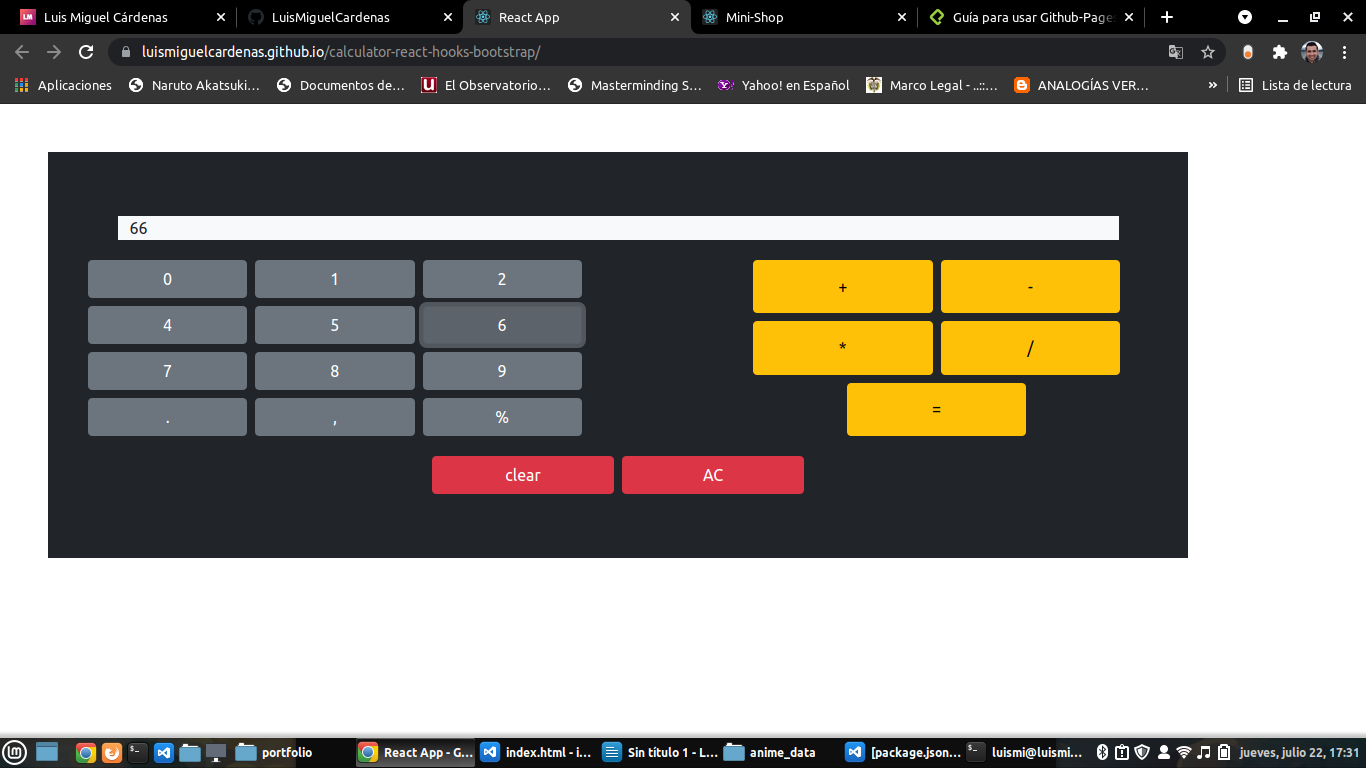 Luis Miguel Cárdenas
LuisMiguelCardenas
React App
Mini-Shop
Guía para usar Github-Page
luismiguelcardenas.github.io/calculator-react-hooks-bootstrap/
Aplicaciones
Naruto Akatsuki...
Documentos de...
El Observatorio...
Masterminding S...
Yahoo! en Español
Marco Legal - ..::...
ANALOGÍAS VER...
»
Lista de lectura
66
0 1 2
+ -
4 5 6
* /
7 8 9
. , %
=
clear AC
portfolio
React App - G...
index.html - i...
Sin título 1 - L...
anime_data
[package.json...
luismi@luismi...
jueves, julio 22, 17:31